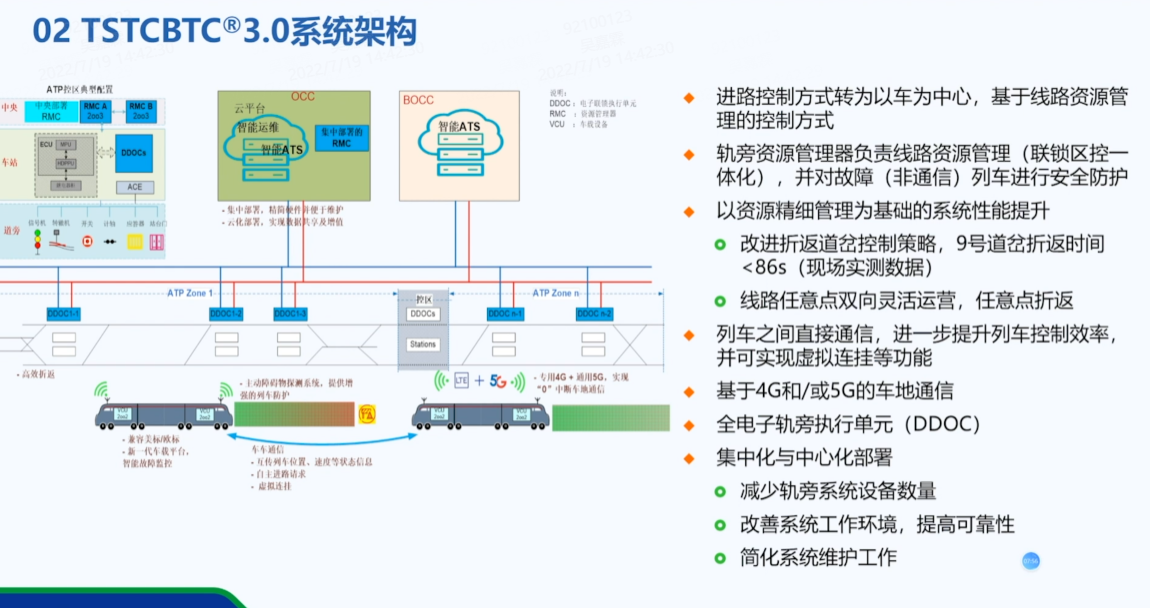 02 TSTCBTC®3.0系统架构
ATP控区典型配置
中央
中央部署
RMC
RMC A
2oo3
RMC B
2oo3
车站
ECU
MPU
DDOCs
ACE
道旁
信号机
转辙机
开关
计轴
应答器
站台门
OCC
云平台
智能运维
智能ATS
集中部署的
RMC
BOCC
智能ATS
说明:
DDOC:电子联锁执行单元
RMC :资源管理器
VCU :车载设备
- 集中部署,精简硬件并便于维护
- 云化部署,实现数据共享及增值
ATP Zone 1
控区
ATP Zone n
DDOC1-1
DDOC1-2
DDOC1-3
DDOCs
DDOC n-1
DDOC n-2
Stations
- 高效折返
- 主动障碍物探测系统,提供增
强的列车防护
LTE + 5G
- 专用4G + 通用5G,实现
“0”中断车地通信
VCU
2oo2
VCU
2oo2
VCU
2oo2
VCU
2oo2
- 兼容美标/欧标
- 新一代车载平台,
智能故障监控
车车通信
- 互传列车位置、速度等状态信息
- 自主进路请求
- 虚拟连挂
进路控制方式转为以车为中心,基于线路资源管
理的控制方式
轨旁资源管理器负责线路资源管理(联锁区控一
体化),并对故障(非通信)列车进行安全防护
以资源精细管理为基础的系统性能提升
改进折返道岔控制策略,9号道岔折返时间
<86s(现场实测数据)
线路任意点双向灵活运营,任意点折返
列车之间直接通信,进一步提升列车控制效率,
并可实现虚拟连挂等功能
基于4G和/或5G的车地通信
全电子轨旁执行单元(DDOC)
集中化与中心化部署
减少轨旁系统设备数量
改善系统工作环境,提高可靠性
简化系统维护工作